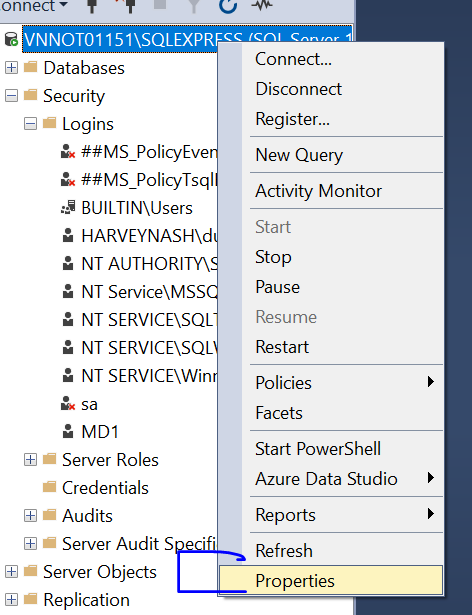 onnect
VNNOT01151\SQLEXPRESS (SQL Server 1
Databases
Security
Logins
##MS_PolicyEven
##MS_PolicyTsql
BUILTIN\Users
HARVEYNASH\du
NT AUTHORITY\S
NT Service\MSSQ
NT SERVICE\SQLT
NT SERVICE\SQLW
NT SERVICE\Winm
sa
MD1
Server Roles
Credentials
Audits
Server Audit Specifi
Server Objects
Replication
Connect...
Disconnect
Register...
New Query
Activity Monitor
Start
Stop
Pause
Resume
Restart
Policies
Facets
Start PowerShell
Azure Data Studio
Reports
Refresh
Properties